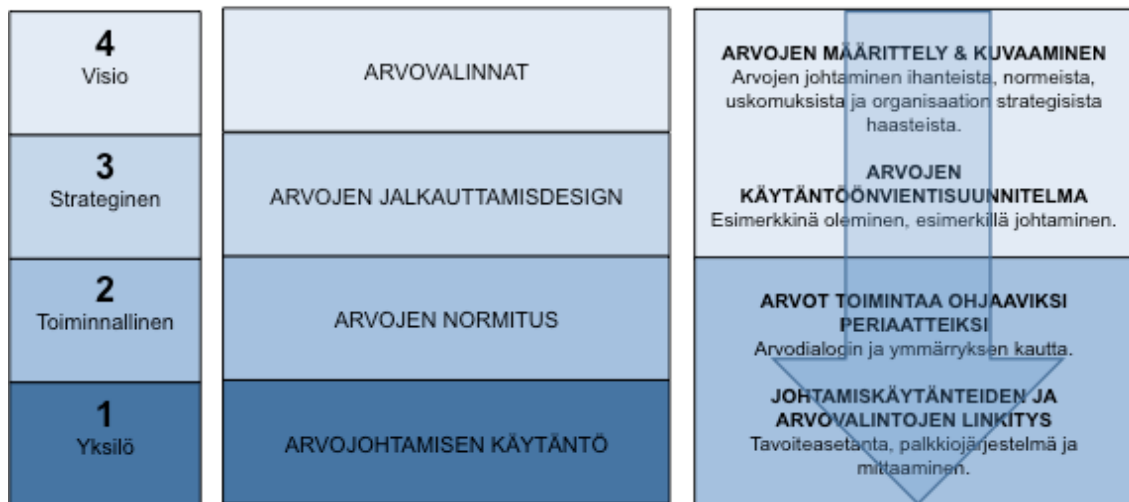 4
Visio
ARVOVALINNAT
ARVOJEN MÄÄRITTELY & KUVAAMINEN
Arvojen johtaminen ihanteista, normeista,
uskomuksista ja organisaation strategisista
haasteista.
3
Strateginen
ARVOJEN JALKAUTTAMISDESIGN
ARVOJEN
KÄYTÄNTÖÖNVIENTISUUNNITELMA
Esimerkkinä oleminen, esimerkillä johtaminen.
2
Toiminnallinen
ARVOJEN NORMITUS
ARVOT TOIMINTAA OHJAAVIKSI
PERIAATTEIKSI
Arvodialogin ja ymmärryksen kautta.
1
Yksilö
ARVOJOHTAMISEN KÄYTÄNTÖ
JOHTAMISKÄYTÄNTEIDEN JA
ARVOVALINTOJEN LINKITYS
Tavoiteasetanta, palkkiojärjestelmä ja
mittaaminen.